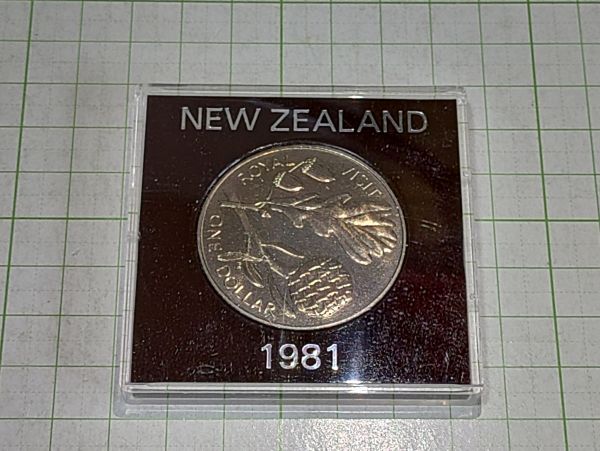 NEW ZEALAND
ROYAL VISIT
ONE DOLLAR
1981